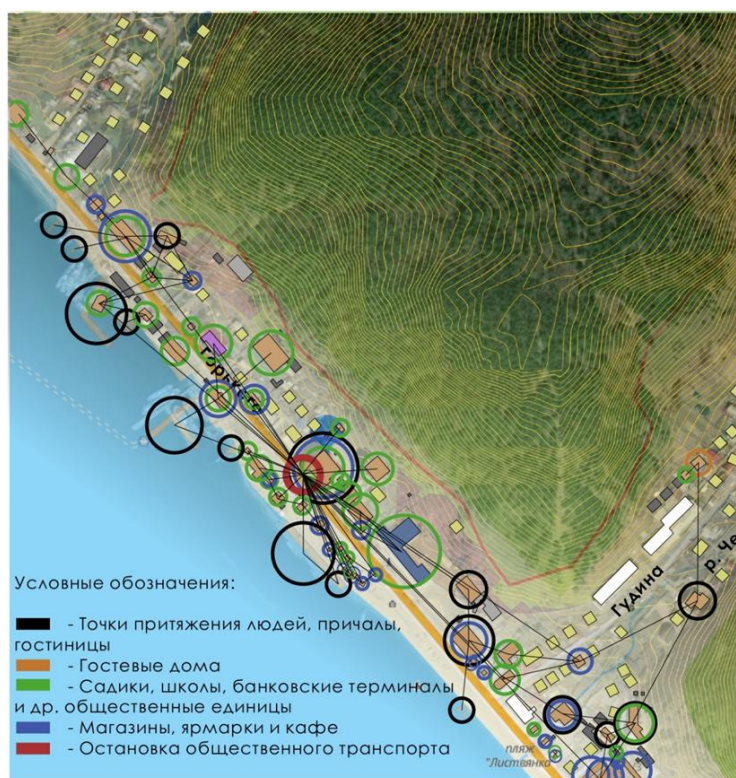 Горько
Гудина
р. Че
Условные обозначения:
- Точки притяжения людей, причалы,
гостиницы
- Гостевые дома
- Садики, школы, банковские терминалы
и др. общественные единицы
- Магазины, ярмарки и кафе
- Остановка общественного транспорта
пляж
"Листвянка"